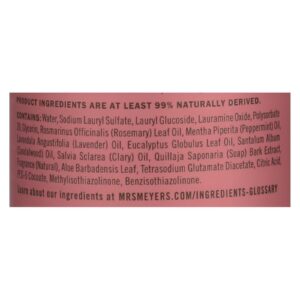 PRODUCT INGREDIENTS ARE AT LEAST 99% NATURALLY DERIVED.
CONTAINS: Water, Sodium Lauryl Sulfate, Lauryl Glucoside, Lauramine Oxide, Polysorbate
Oil, Glycerin, Rosmarinus Officinalis (Rosemary) Leaf Oil, Mentha Piperita (Peppermint) Oil,
Lavandula Angustifolia (Lavender) Oil, Eucalyptus Globulus Leaf Oil, Santalum Album
(Sandalwood) Oil, Salvia Sclarea (Clary) Oil, Quillaja Saponaria (Soap) Bark Extract,
Fragrance (Natural), Aloe Barbadensis Leaf, Tetrasodium Glutamate Diacetate, Citric Acid,
Cocoate, Methylisothiazolinone, Benzisothiazolinone.
Learn about our ingredients at MRSMEYERS.COM/INGREDIENTS-GLOSSARY